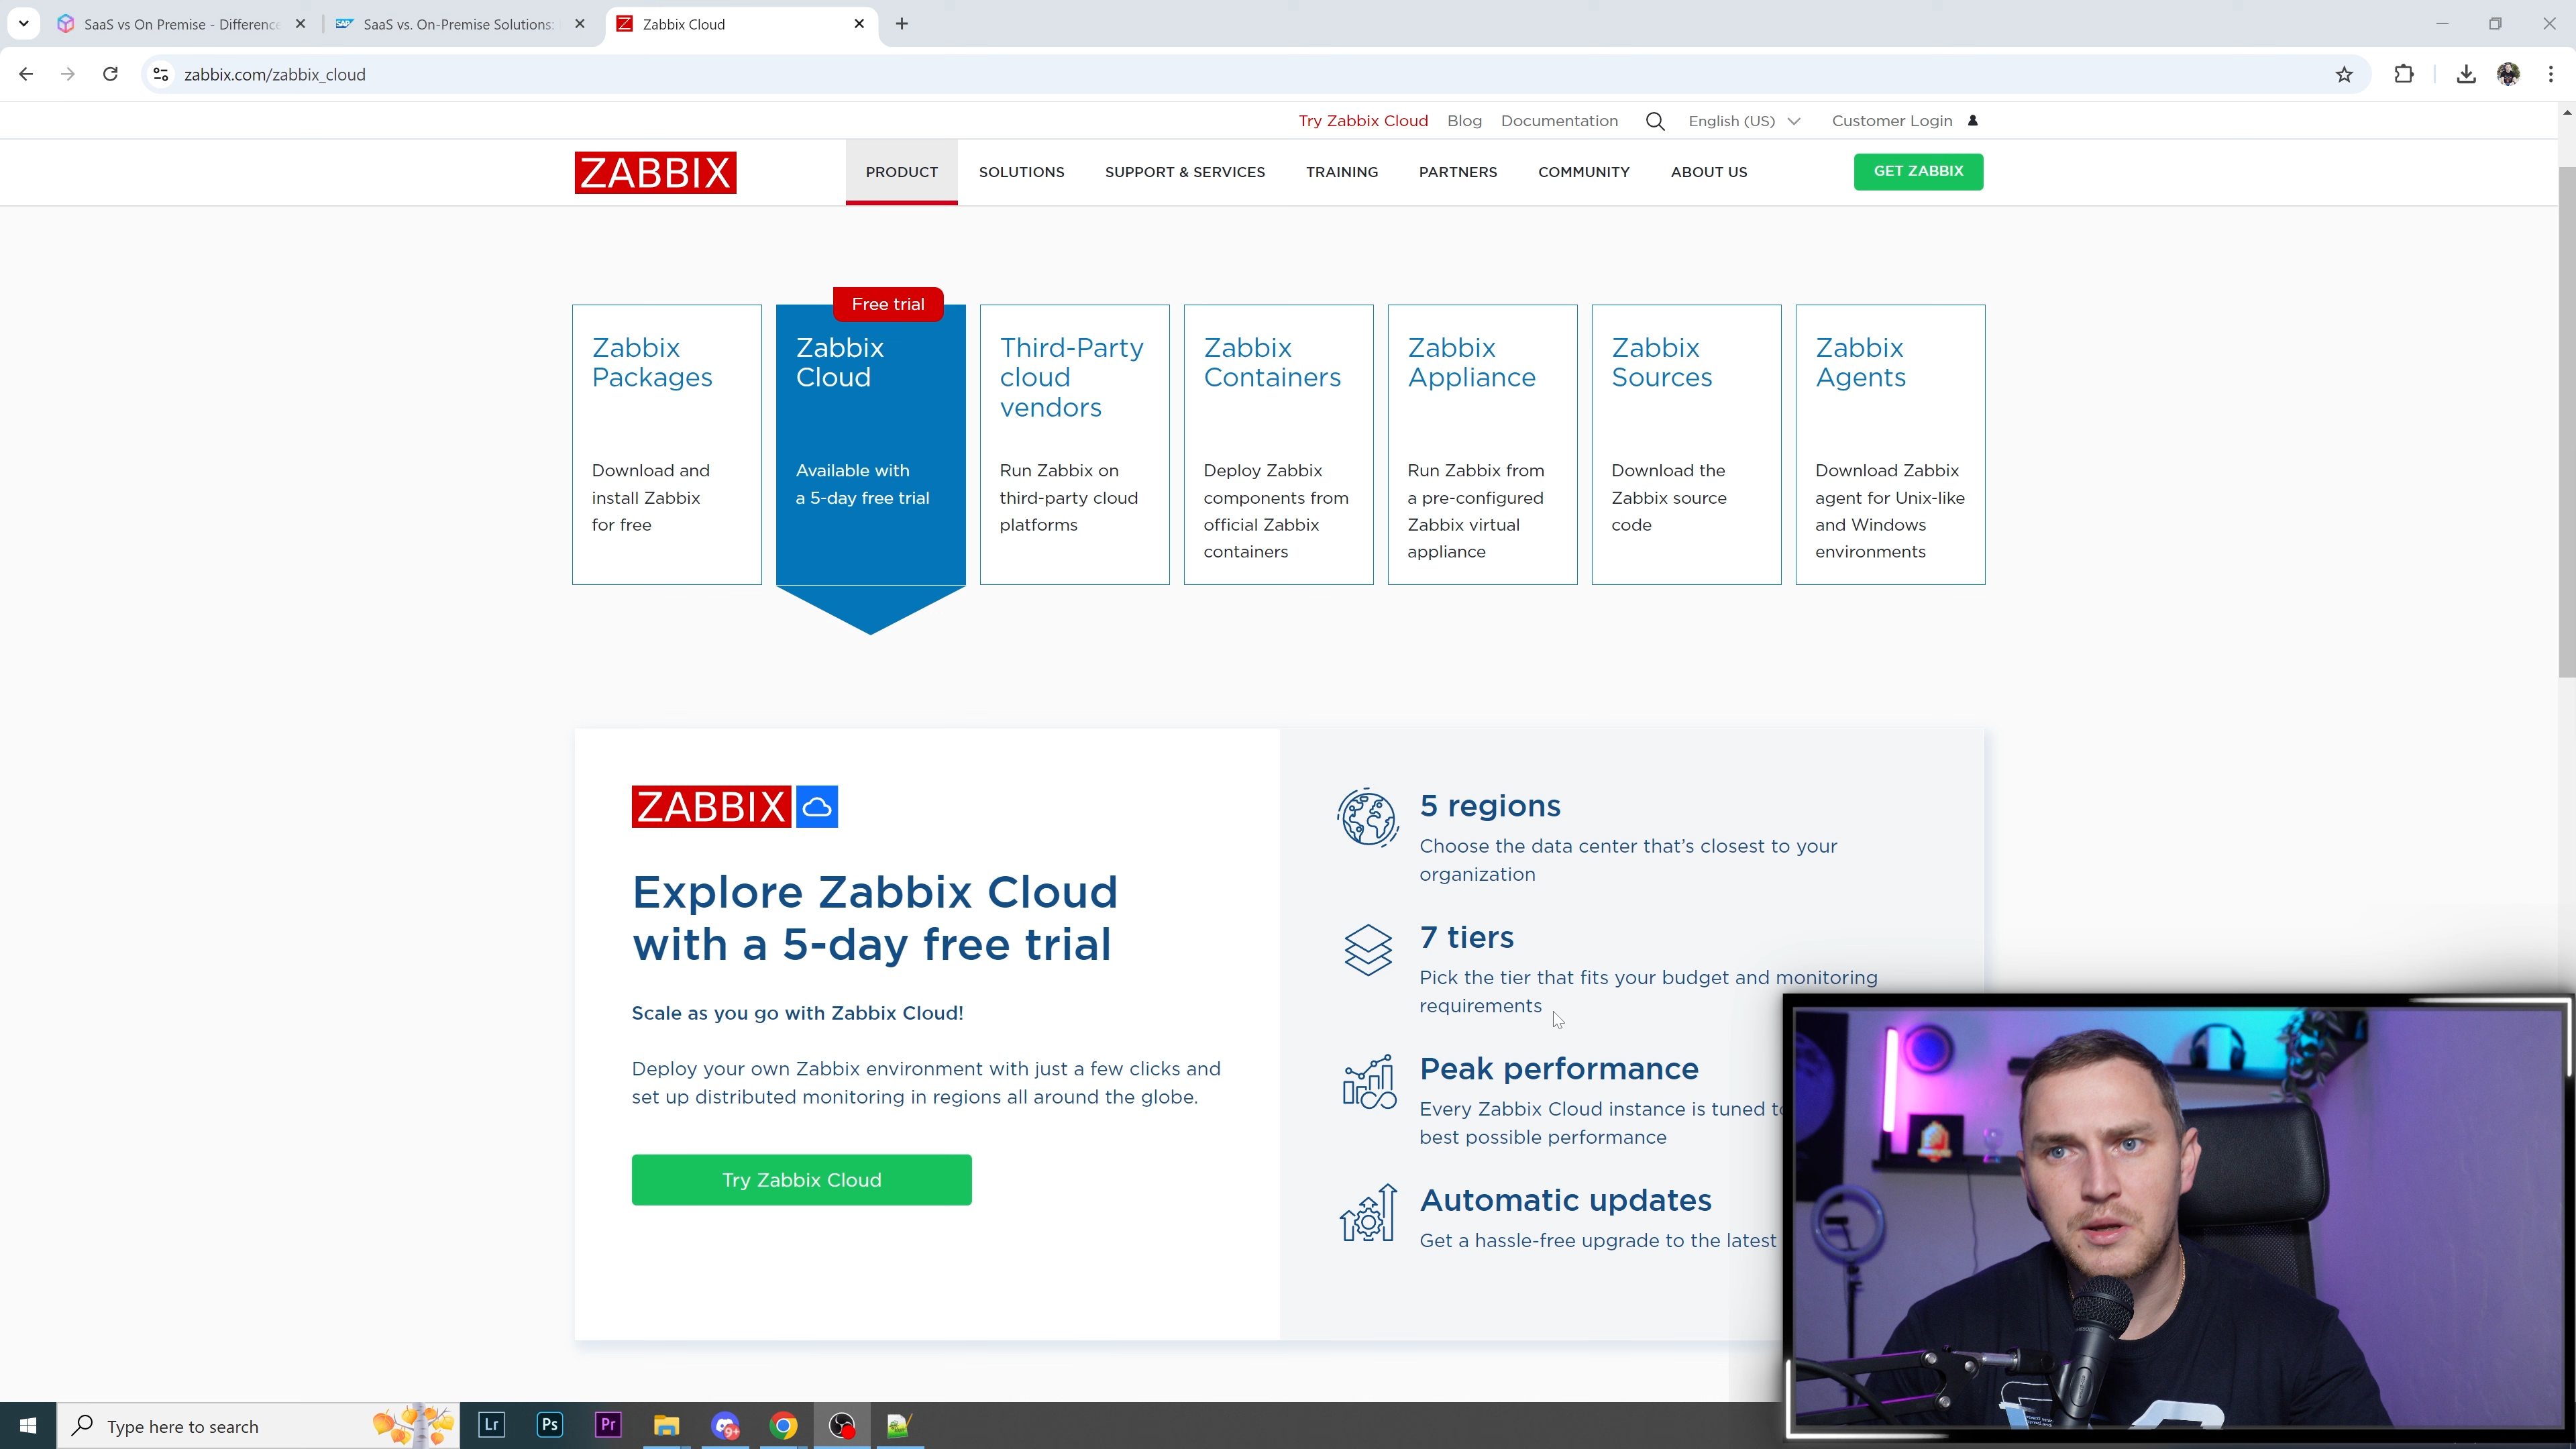 SaaS vs On Premise - Difference
SAP
SaaS vs. On-Premise Solutions:
Z
Zabbix Cloud
zabbix.com/zabbix_cloud
Try Zabbix Cloud
Blog
Documentation
English (US)
Customer Login
ZABBIX
PRODUCT
SOLUTIONS
SUPPORT & SERVICES
TRAINING
PARTNERS
COMMUNITY
ABOUT US
GET ZABBIX
Zabbix
Packages
Download and
install Zabbix
for free
Free trial
Zabbix
Cloud
Available with
a 5-day free trial
Third-Party
cloud
vendors
Run Zabbix on
third-party cloud
platforms
Zabbix
Containers
Deploy Zabbix
components from
official Zabbix
containers
Zabbix
Appliance
Run Zabbix from
a pre-configured
Zabbix virtual
appliance
Zabbix
Sources
Download the
Zabbix source
code
Zabbix
Agents
Download Zabbix
agent for Unix-like
and Windows
environments
ZABBIX
Explore Zabbix Cloud
with a 5-day free trial
Scale as you go with Zabbix Cloud!
Deploy your own Zabbix environment with just a few clicks and
set up distributed monitoring in regions all around the globe.
Try Zabbix Cloud
5 regions
Choose the data center that's closest to your
organization
7 tiers
Pick the tier that fits your budget and monitoring
requirements
Peak performance
Every Zabbix Cloud instance is tuned
best possible performance
Automatic updates
Get a hassle-free upgrade to the latest
Type here to search
Lr
Ps
Pr
9+